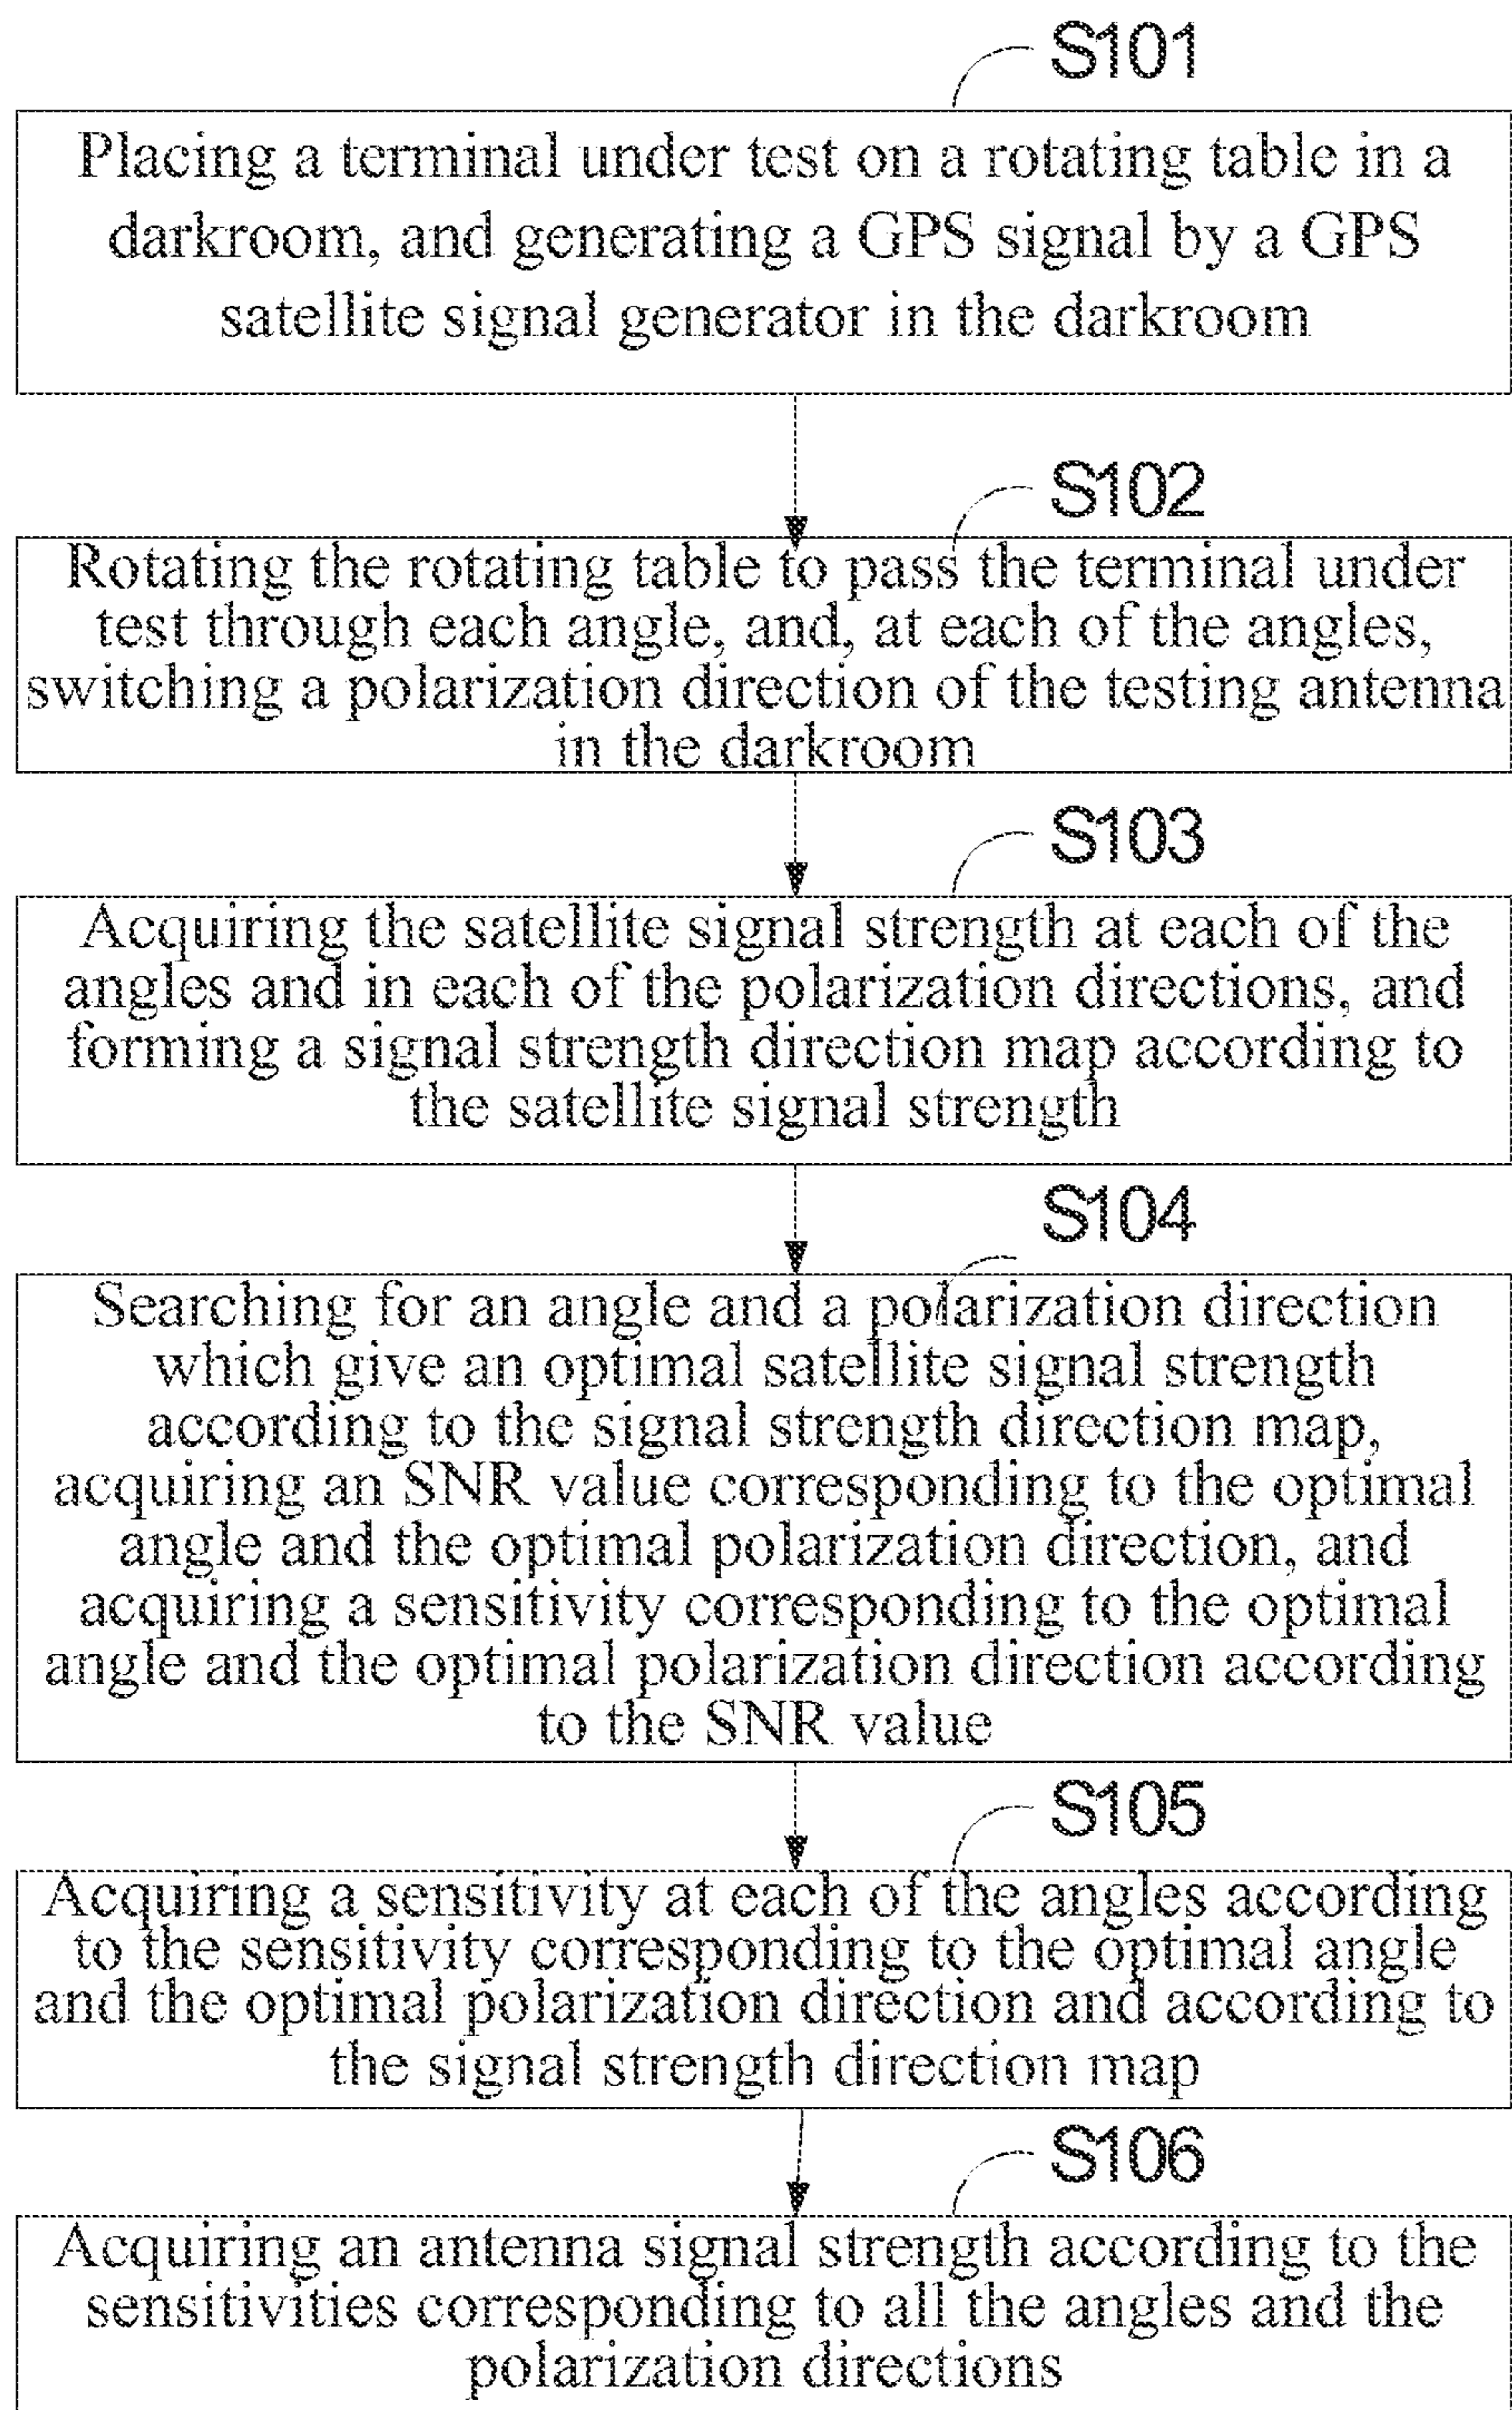 S101
Placing a terminal under test on a rotating table in a
darkroom, and generating a GPS signal by a GPS
satellite signal generator in the darkroom
S102
Rotating the rotating table to pass the terminal under
test through each angle, and, at each of the angles,
switching a polarization direction of the testing antenna
in the darkroom
S103
Acquiring the satellite signal strength at each of the
angles and in each of the polarization directions, and
forming a signal strength direction map according to
the satellite signal strength
S104
Searching for an angle and a polarization direction
which give an optimal satellite signal strength
according to the signal strength direction map,
acquiring an SNR value corresponding to the optimal
angle and the optimal polarization direction, and
acquiring a sensitivity corresponding to the optimal
angle and the optimal polarization direction according
to the SNR value
S105
Acquiring a sensitivity at each of the angles according
to the sensitivity corresponding to the optimal angle
and the optimal polarization direction and according to
the signal strength direction map
S106
Acquiring an antenna signal strength according to the
sensitivities corresponding to all the angles and the
polarization directions